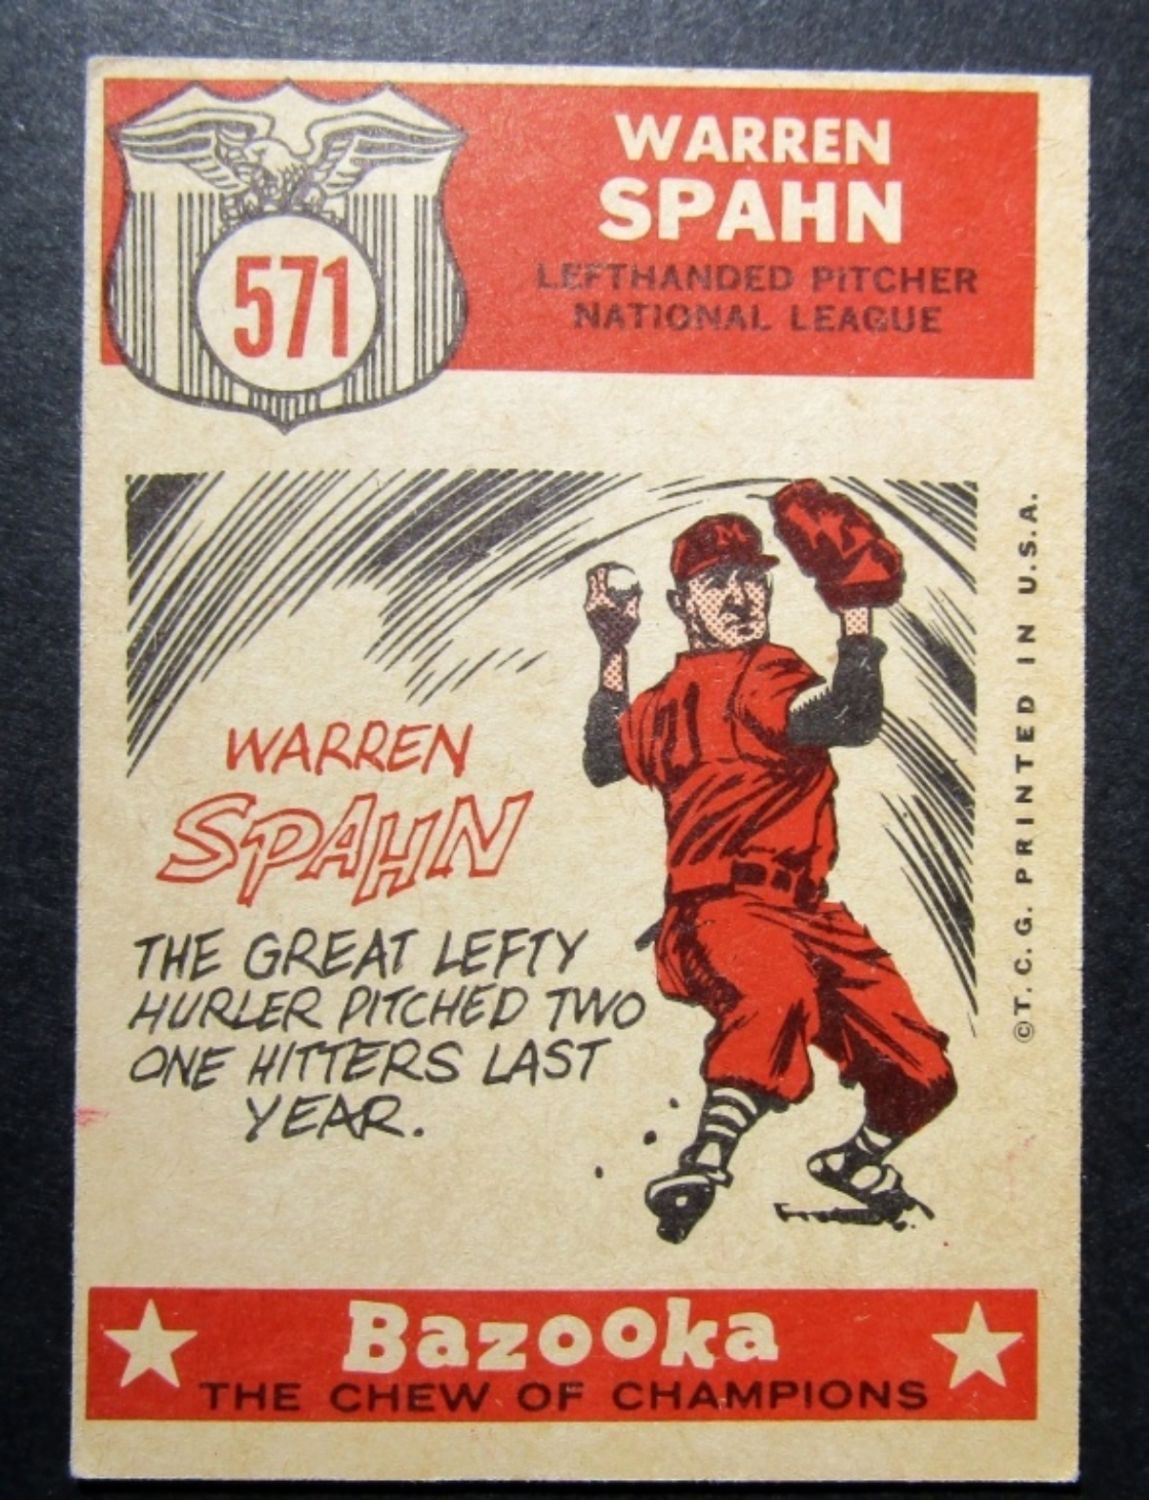 571
WARREN
SPAHN
LEFTHANDED PITCHER
NATIONAL LEAGUE
M
21
WARREN
SPAHN
THE GREAT LEFTY
HURLER PITCHED TWO
ONE HITTERS LAST
YEAR.
©T. C. G. PRINTED IN U.S.A.
Bazooka
THE CHEW OF CHAMPIONS